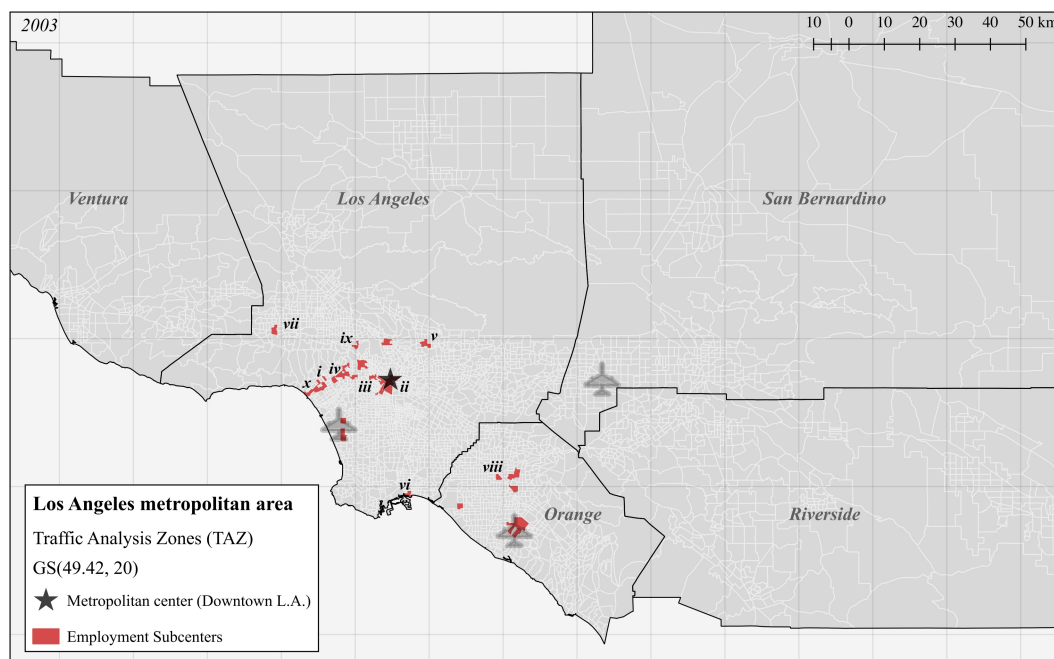 2003
10 0 10 20 30 40 50 km
Ventura
Los Angeles
San Bernardino
vii
ix
v
i
iv
x
iii
ii
viii
vi
Orange
Riverside
Los Angeles metropolitan area
Traffic Analysis Zones (TAZ)
GS(49.42, 20)
Metropolitan center (Downtown L.A.)
Employment Subcenters